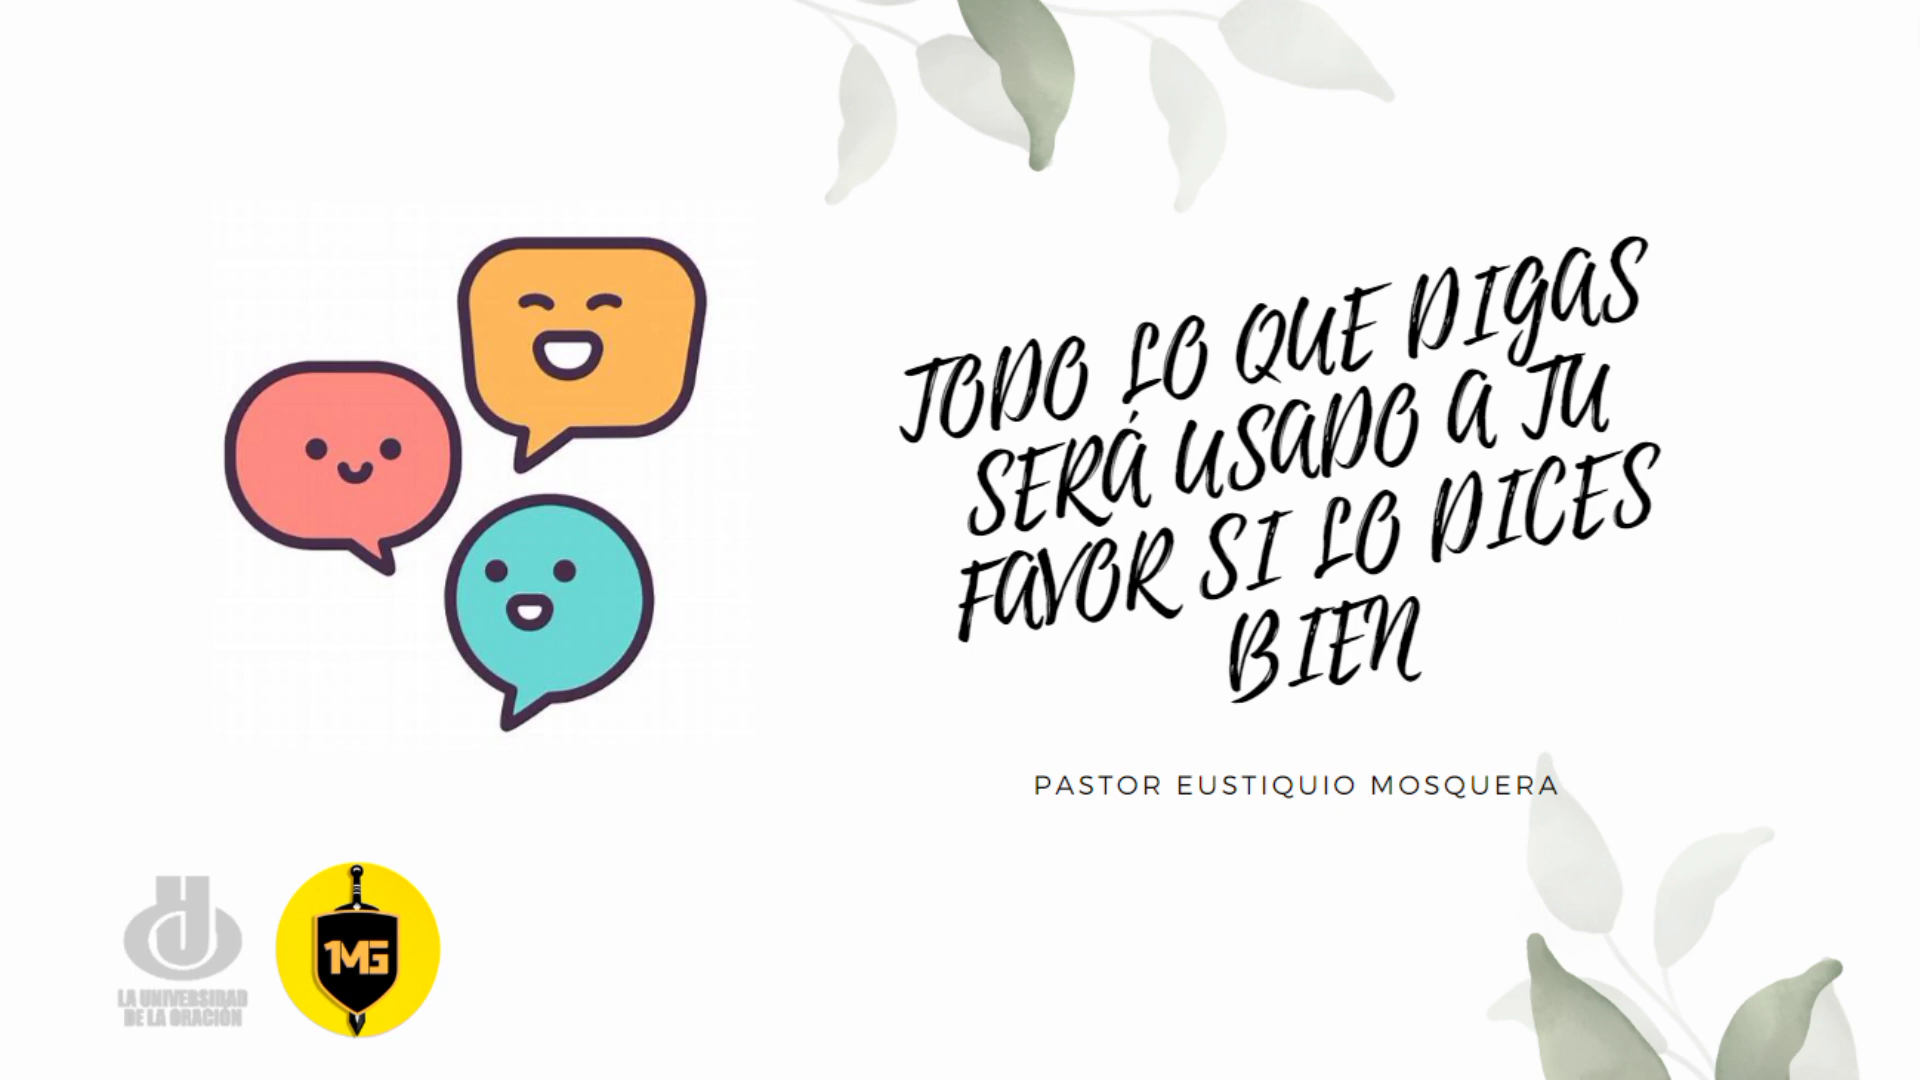 TODO LO QUE DIGAS
SERÁ USADO A TU
FAVOR SI LO DICES
BIEN
PASTOR EUSTIQUIO MOSQUERA
1MG
LA UNIVERSIDAD
DE LA ORACIÓN